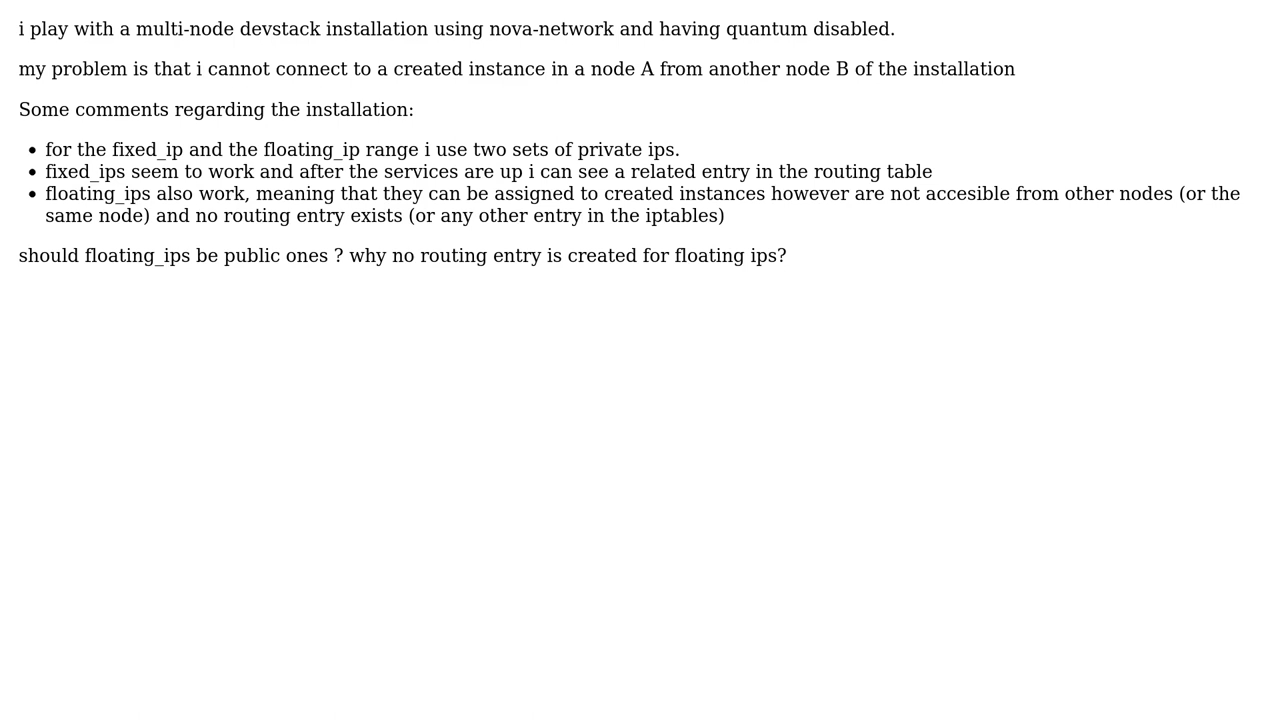 i play with a multi-node devstack installation using nova-network and having quantum disabled.
my problem is that i cannot connect to a created instance in a node A from another node B of the installation
Some comments regarding the installation:
• for the fixed_ip and the floating_ip range i use two sets of private ips.
• fixed_ips seem to work and after the services are up i can see a related entry in the routing table
• floating_ips also work, meaning that they can be assigned to created instances however are not accesible from other nodes (or the
same node) and no routing entry exists (or any other entry in the iptables)
should floating_ips be public ones ? why no routing entry is created for floating ips?